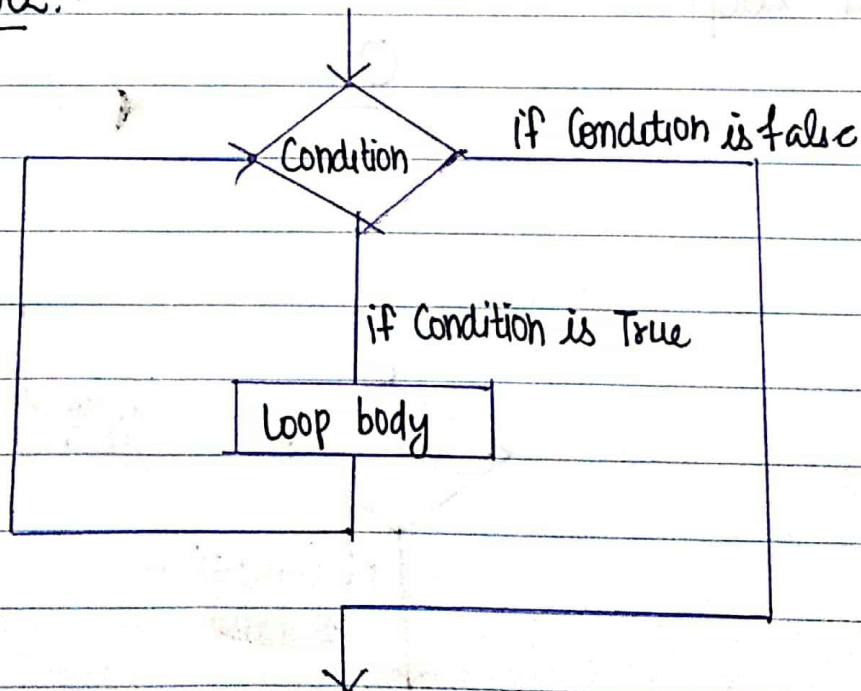 if Condition is false
Condition
if Condition is True
Loop body